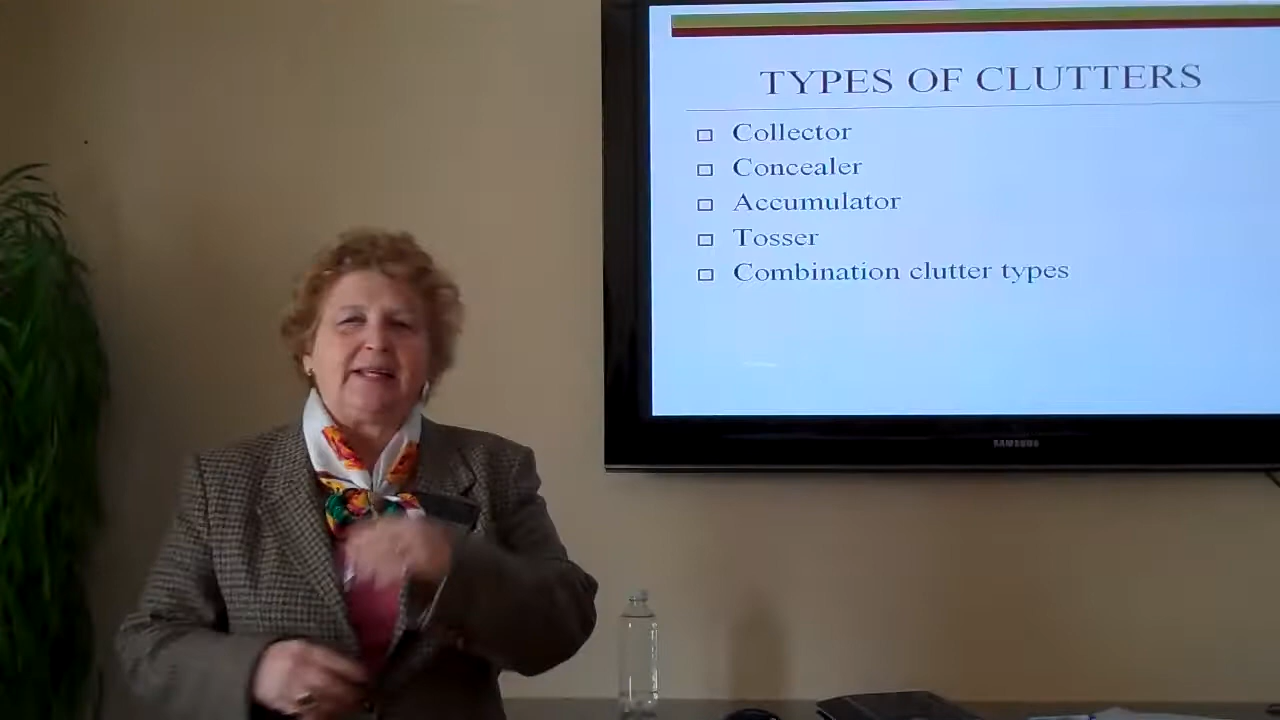 TYPES OF CLUTTERS
Collector
Concealer
Accumulator
Tosser
Combination clutter types
SAMSUNG